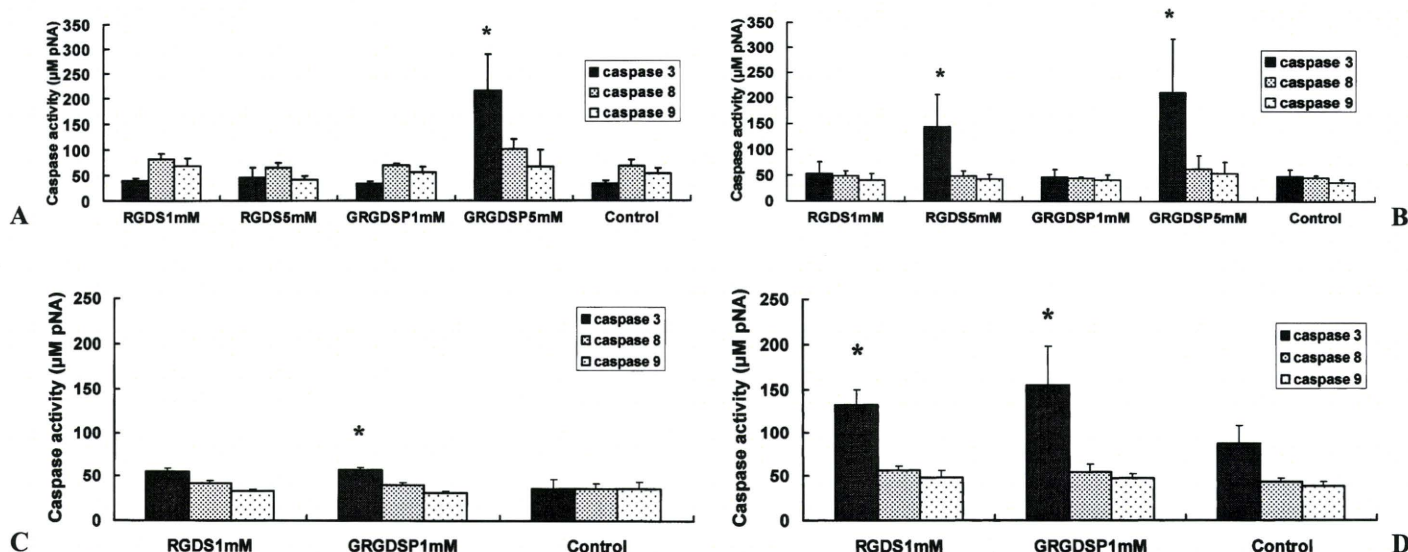 Caspase activity (µM pNA)
350
300
250
200
150
100
50
0
*
caspase 3
caspase 8
caspase 9
RGDS1mM RGDS5mM GRGDSP1mM GRGDSP5mM Control
A
Caspase activity (µM pNA)
350
300
250
200
150
100
50
0
* *
caspase 3
caspase 8
caspase 9
RGDS1mM RGDS5mM GRGDSP1mM GRGDSP5mM Control
B
Caspase activity (µM pNA)
250
200
150
100
50
0
*
caspase 3
caspase 8
caspase 9
RGDS1mM GRGDSP1mM Control
C
Caspase activity (µM pNA)
250
200
150
100
50
0
* *
caspase 3
caspase 8
caspase 9
RGDS1mM GRGDSP1mM Control
D